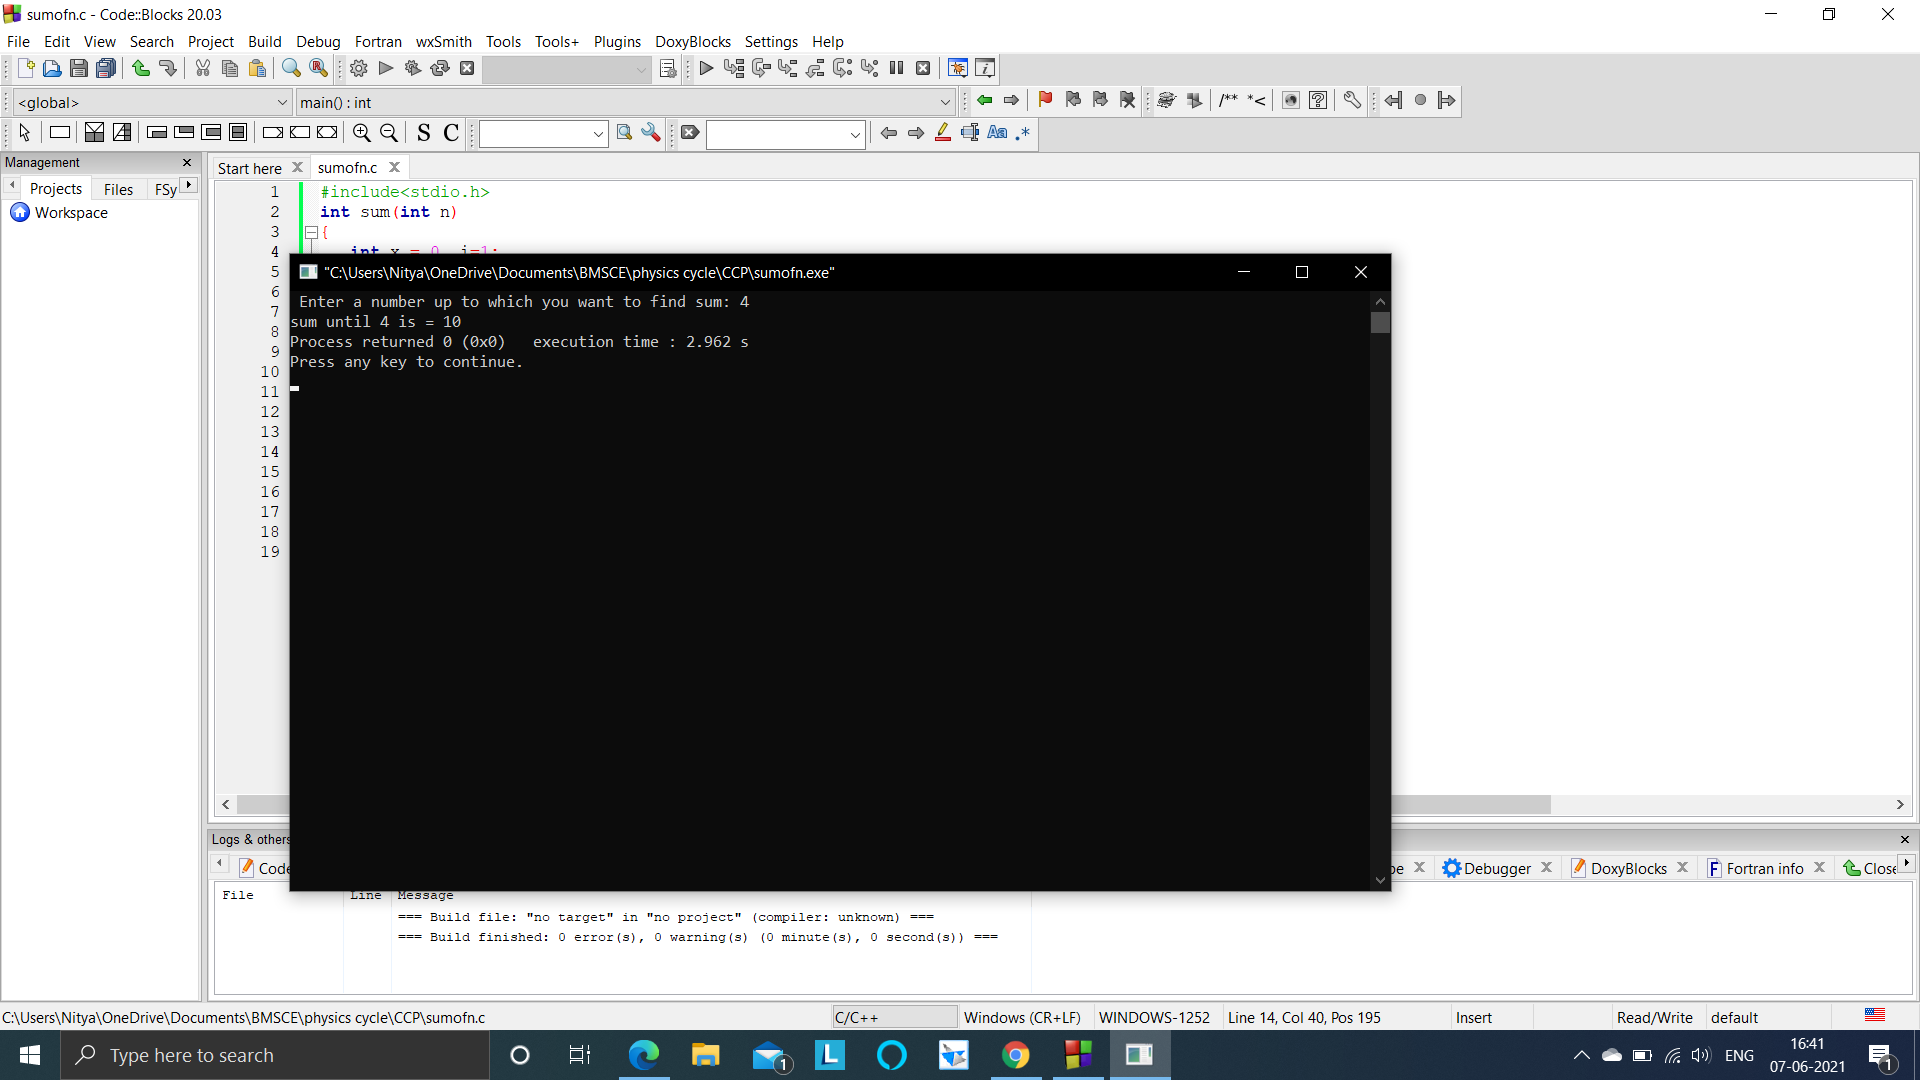 sumofn.c - Code::Blocks 20.03
File Edit View Search Project Build Debug Fortran wxSmith Tools Tools+ Plugins DoxyBlocks Settings Help
<global> main() : int
/** *<
S C Aa .*
Management
Projects Files FSy
Workspace
Start here sumofn.c
1 #include<stdio.h>
2 int sum(int n)
3 {
4 int x = 0, i=1;
5
6
7
8
9
10
11
12
13
14
15
16
17
18
19
"C:\Users\Nitya\OneDrive\Documents\BMSCE\physics cycle\CCP\sumofn.exe"
Enter a number up to which you want to find sum: 4
sum until 4 is = 10
Process returned 0 (0x0) execution time : 2.962 s
Press any key to continue.
Logs & others
Code Debugger DoxyBlocks Fortran info Close
File Line Message
=== Build file: "no target" in "no project" (compiler: unknown) ===
=== Build finished: 0 error(s), 0 warning(s) (0 minute(s), 0 second(s)) ===
C:\Users\Nitya\OneDrive\Documents\BMSCE\physics cycle\CCP\sumofn.c C/C++ Windows (CR+LF) WINDOWS-1252 Line 14, Col 40, Pos 195 Insert Read/Write default
Type here to search 1 L ENG 16:41 1
07-06-2021